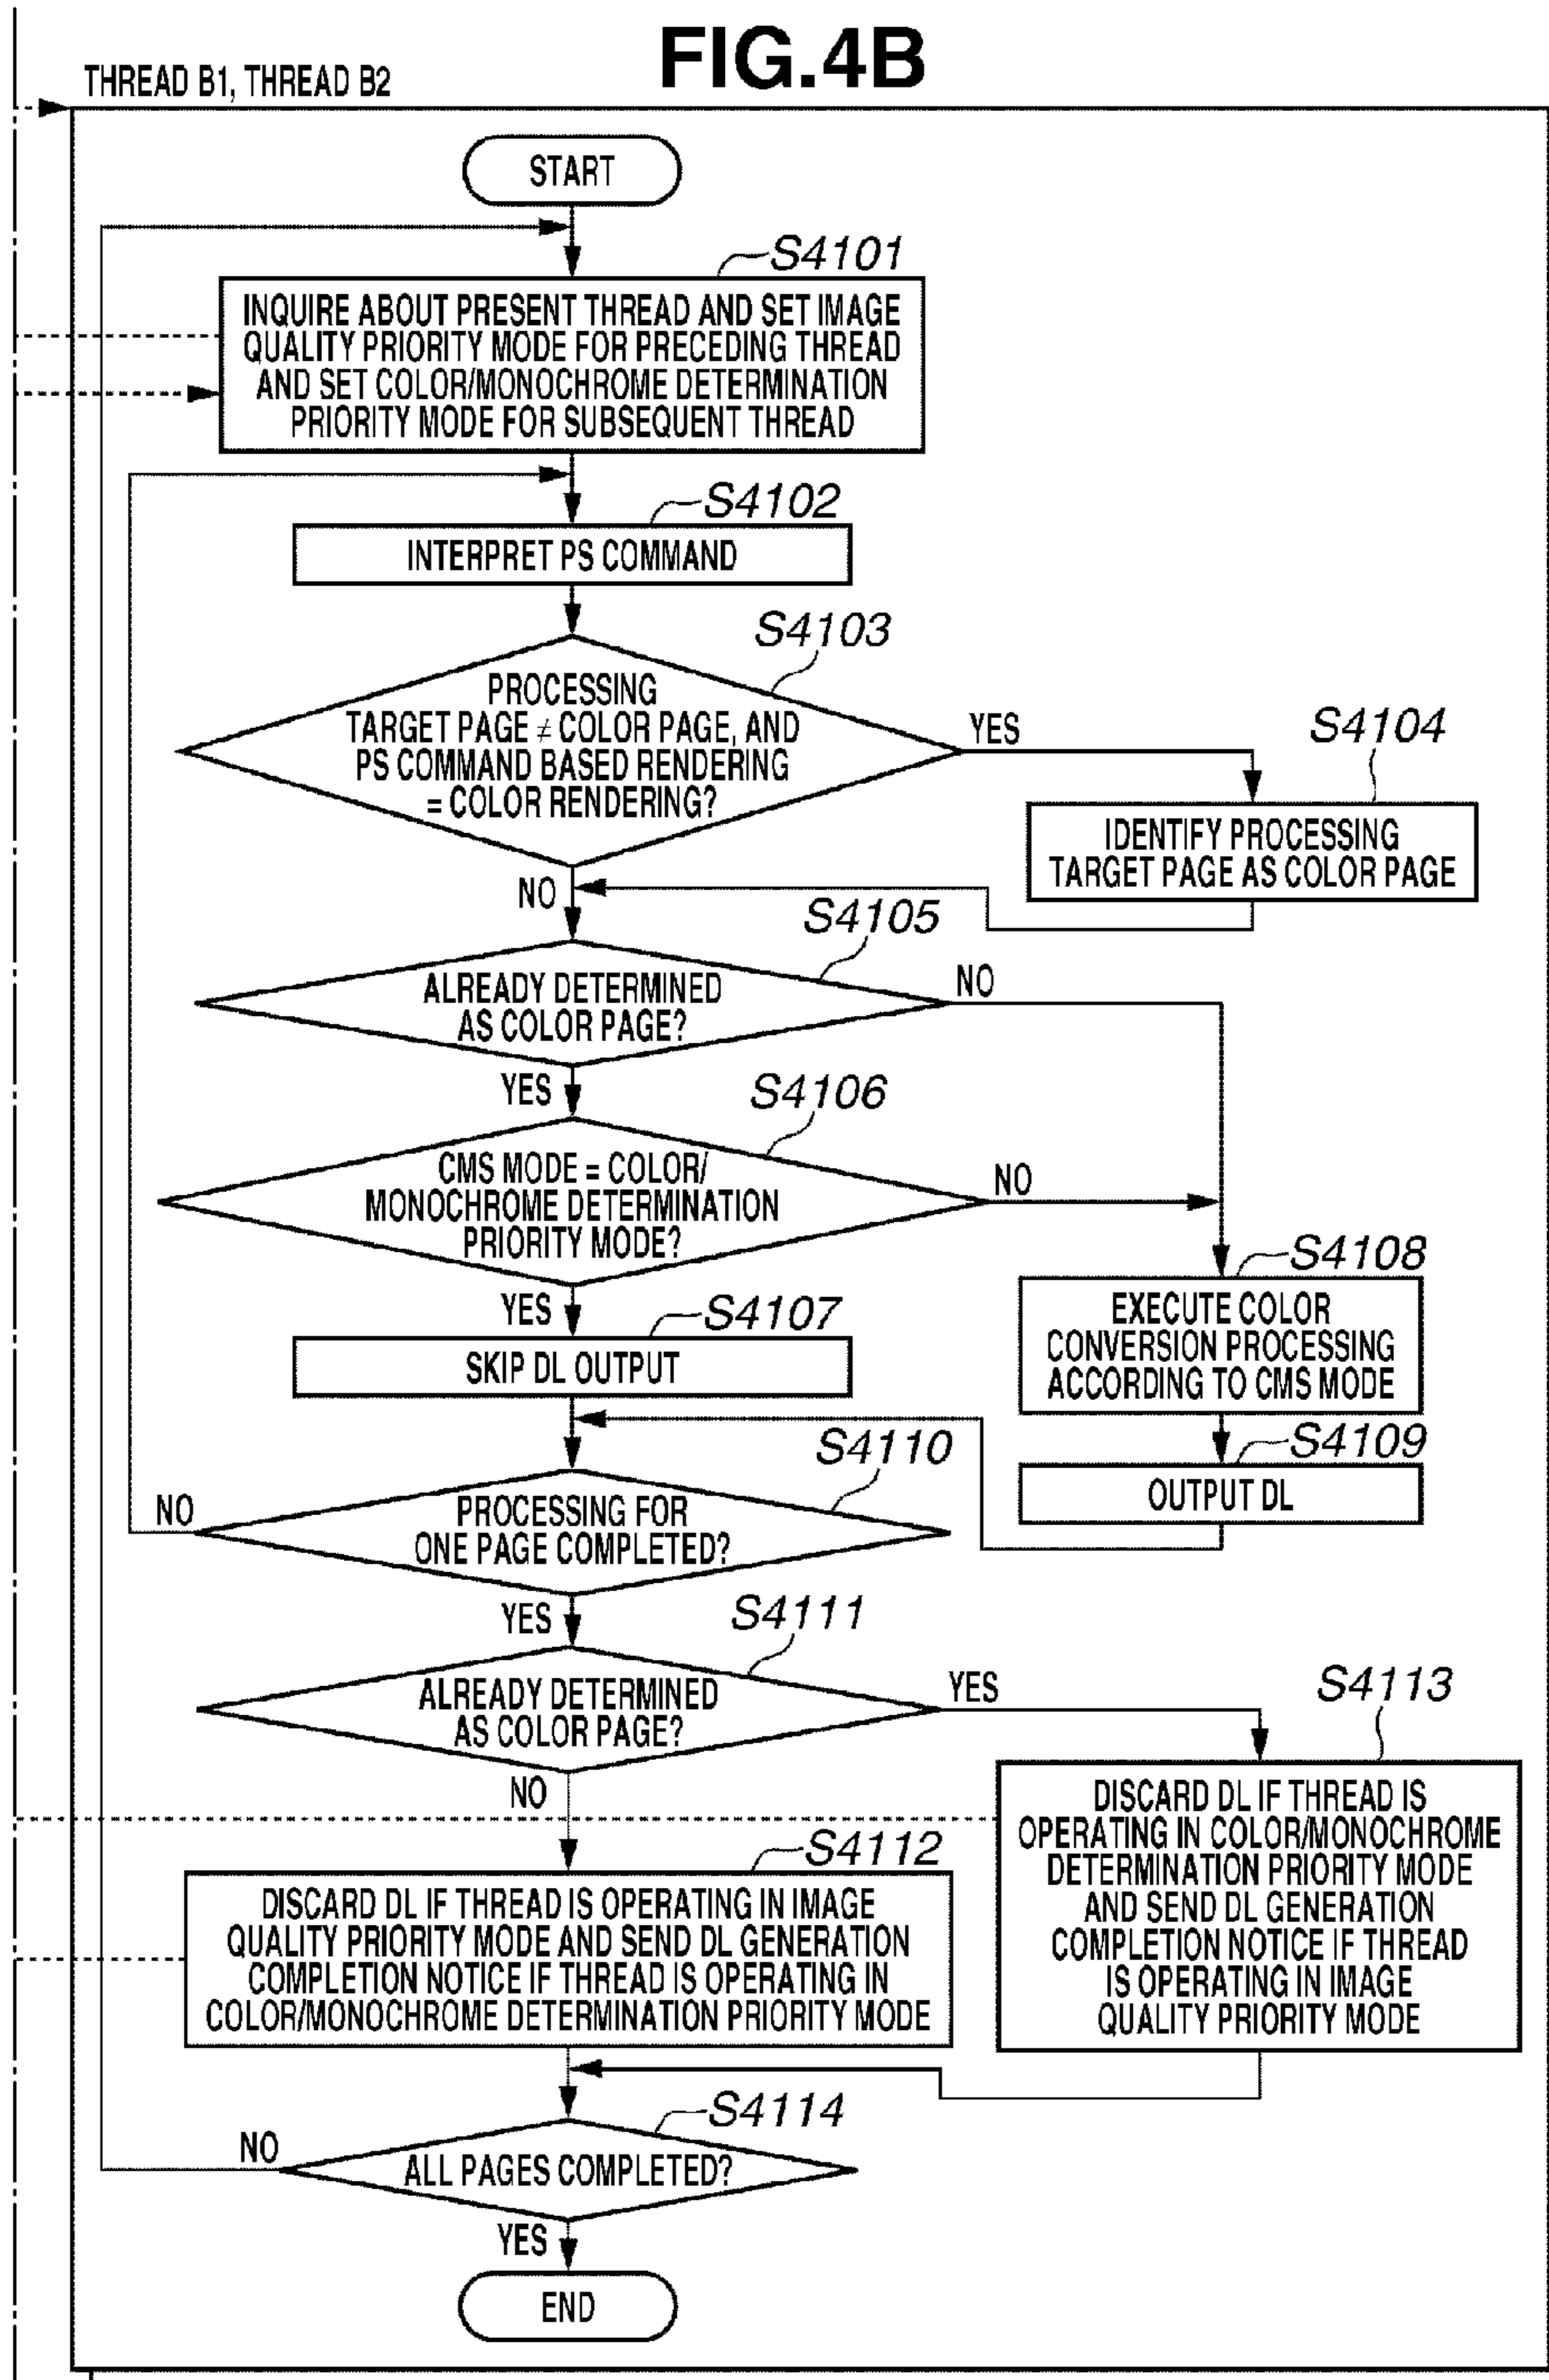 FIG.4B
THREAD B1, THREAD B2
START
S4101
INQUIRE ABOUT PRESENT THREAD AND SET IMAGE
QUALITY PRIORITY MODE FOR PRECEDING THREAD
AND SET COLOR/MONOCHROME DETERMINATION
PRIORITY MODE FOR SUBSEQUENT THREAD
S4102
INTERPRET PS COMMAND
S4103
PROCESSING
TARGET PAGE ≠ COLOR PAGE, AND
PS COMMAND BASED RENDERING
= COLOR RENDERING?
YES
S4104
IDENTIFY PROCESSING
TARGET PAGE AS COLOR PAGE
NO
S4105
ALREADY DETERMINED
AS COLOR PAGE?
NO
YES
S4106
CMS MODE = COLOR/
MONOCHROME DETERMINATION
PRIORITY MODE?
NO
YES
S4107
SKIP DL OUTPUT
S4108
EXECUTE COLOR
CONVERSION PROCESSING
ACCORDING TO CMS MODE
S4109
OUTPUT DL
S4110
PROCESSING FOR
ONE PAGE COMPLETED?
NO
YES
S4111
ALREADY DETERMINED
AS COLOR PAGE?
YES
NO
S4113
DISCARD DL IF THREAD IS
OPERATING IN COLOR/MONOCHROME
DETERMINATION PRIORITY MODE
AND SEND DL GENERATION
COMPLETION NOTICE IF THREAD
IS OPERATING IN IMAGE
QUALITY PRIORITY MODE
S4112
DISCARD DL IF THREAD IS OPERATING IN IMAGE
QUALITY PRIORITY MODE AND SEND DL GENERATION
COMPLETION NOTICE IF THREAD IS OPERATING IN
COLOR/MONOCHROME DETERMINATION PRIORITY MODE
S4114
ALL PAGES COMPLETED?
NO
YES
END